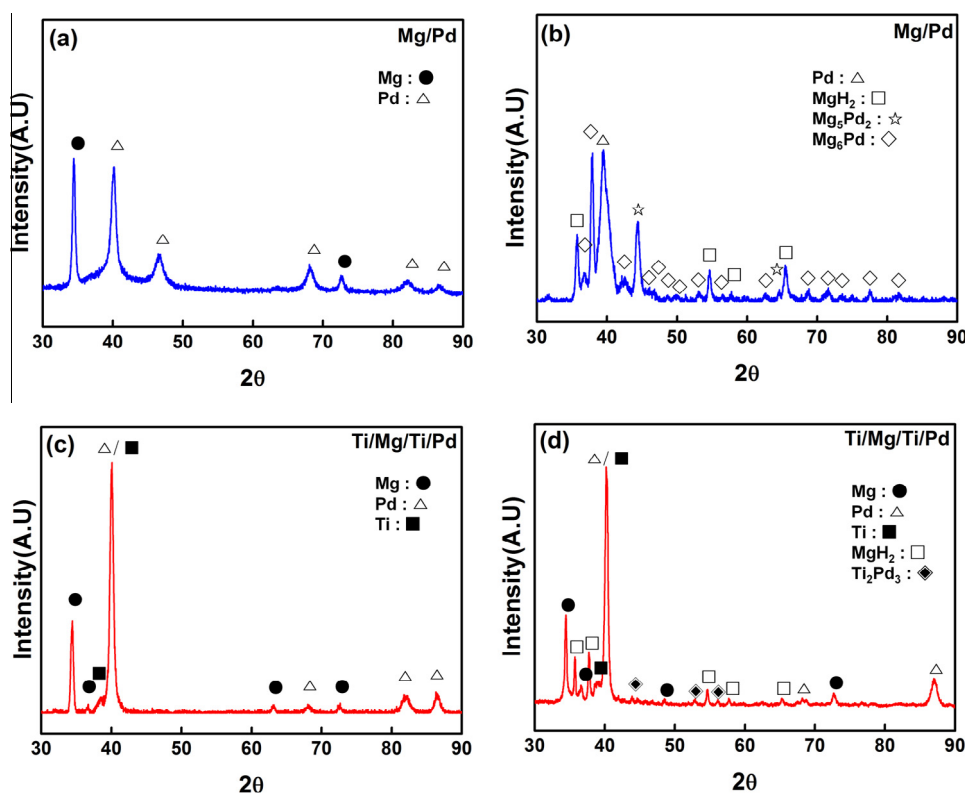 (a) Mg/Pd
Mg : ●
Pd : △
Intensity(A.U)
30 40 50 60 70 80 90
2θ
(b) Mg/Pd
Pd : △
MgH₂ : □
Mg₅Pd₂ : ☆
Mg₆Pd : ◇
Intensity(A.U)
30 40 50 60 70 80 90
2θ
(c) Ti/Mg/Ti/Pd
△ / ■
Mg : ●
Pd : △
Ti : ■
Intensity(A.U)
30 40 50 60 70 80 90
2θ
(d) Ti/Mg/Ti/Pd
△ / ■
Mg : ●
Pd : △
Ti : ■
MgH₂ : □
Ti₂Pd₃ : ◈
Intensity(A.U)
30 40 50 60 70 80 90
2θ